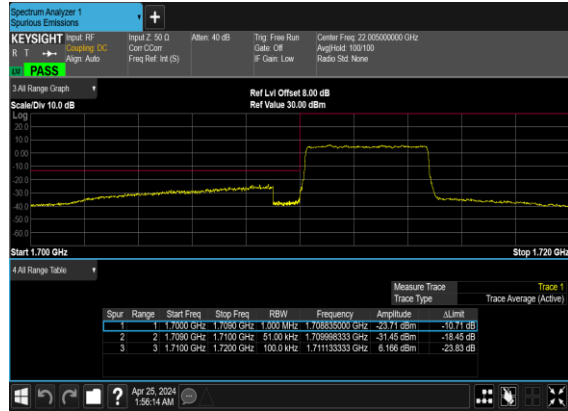 Spectrum Analyzer 1
Spurious Emissions
KEYSIGHT Input: RF Input Z: 50 Ω Atten: 40 dB Trig: Free Run Center Freq: 22.005000000 GHz
R T Coupling: DC Corr CCorr Gate: Off Avg|Hold: 100/100
Align: Auto Freq Ref: Int (S) IF Gain: Low Radio Std: None
PASS
3 All Range Graph
Ref Lvl Offset 8.00 dB
Scale/Div 10.0 dB Ref Value 30.00 dBm
Log
20.0
10.0
0.00
-10.0
-20.0
-30.0
-40.0
-50.0
-60.0
Start 1.700 GHz Stop 1.720 GHz
4 All Range Table
Measure Trace Trace 1
Trace Type Trace Average (Active)
Spur Range Start Freq Stop Freq RBW Frequency Amplitude ΔLimit
1 1 1.7000 GHz 1.7090 GHz 1.000 MHz 1.708835000 GHz -23.71 dBm -10.71 dB
2 2 1.7090 GHz 1.7100 GHz 51.00 kHz 1.709998333 GHz -31.45 dBm -18.45 dB
3 3 1.7100 GHz 1.7200 GHz 100.0 kHz 1.711133333 GHz 6.166 dBm -23.83 dB
? Apr 25, 2024
1:56:14 AM